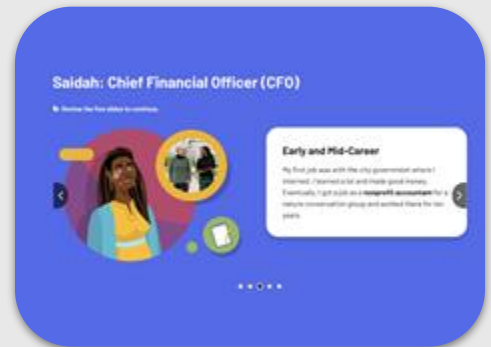 Saidah: Chief Financial Officer (CFO)
Review the five slides to continue.
Early and Mid-Career
My first job was with the city government where I
interned. I learned a lot and made good money.
Eventually, I got a job as a nonprofit accountant for a
nature conservation group and worked there for ten
years.